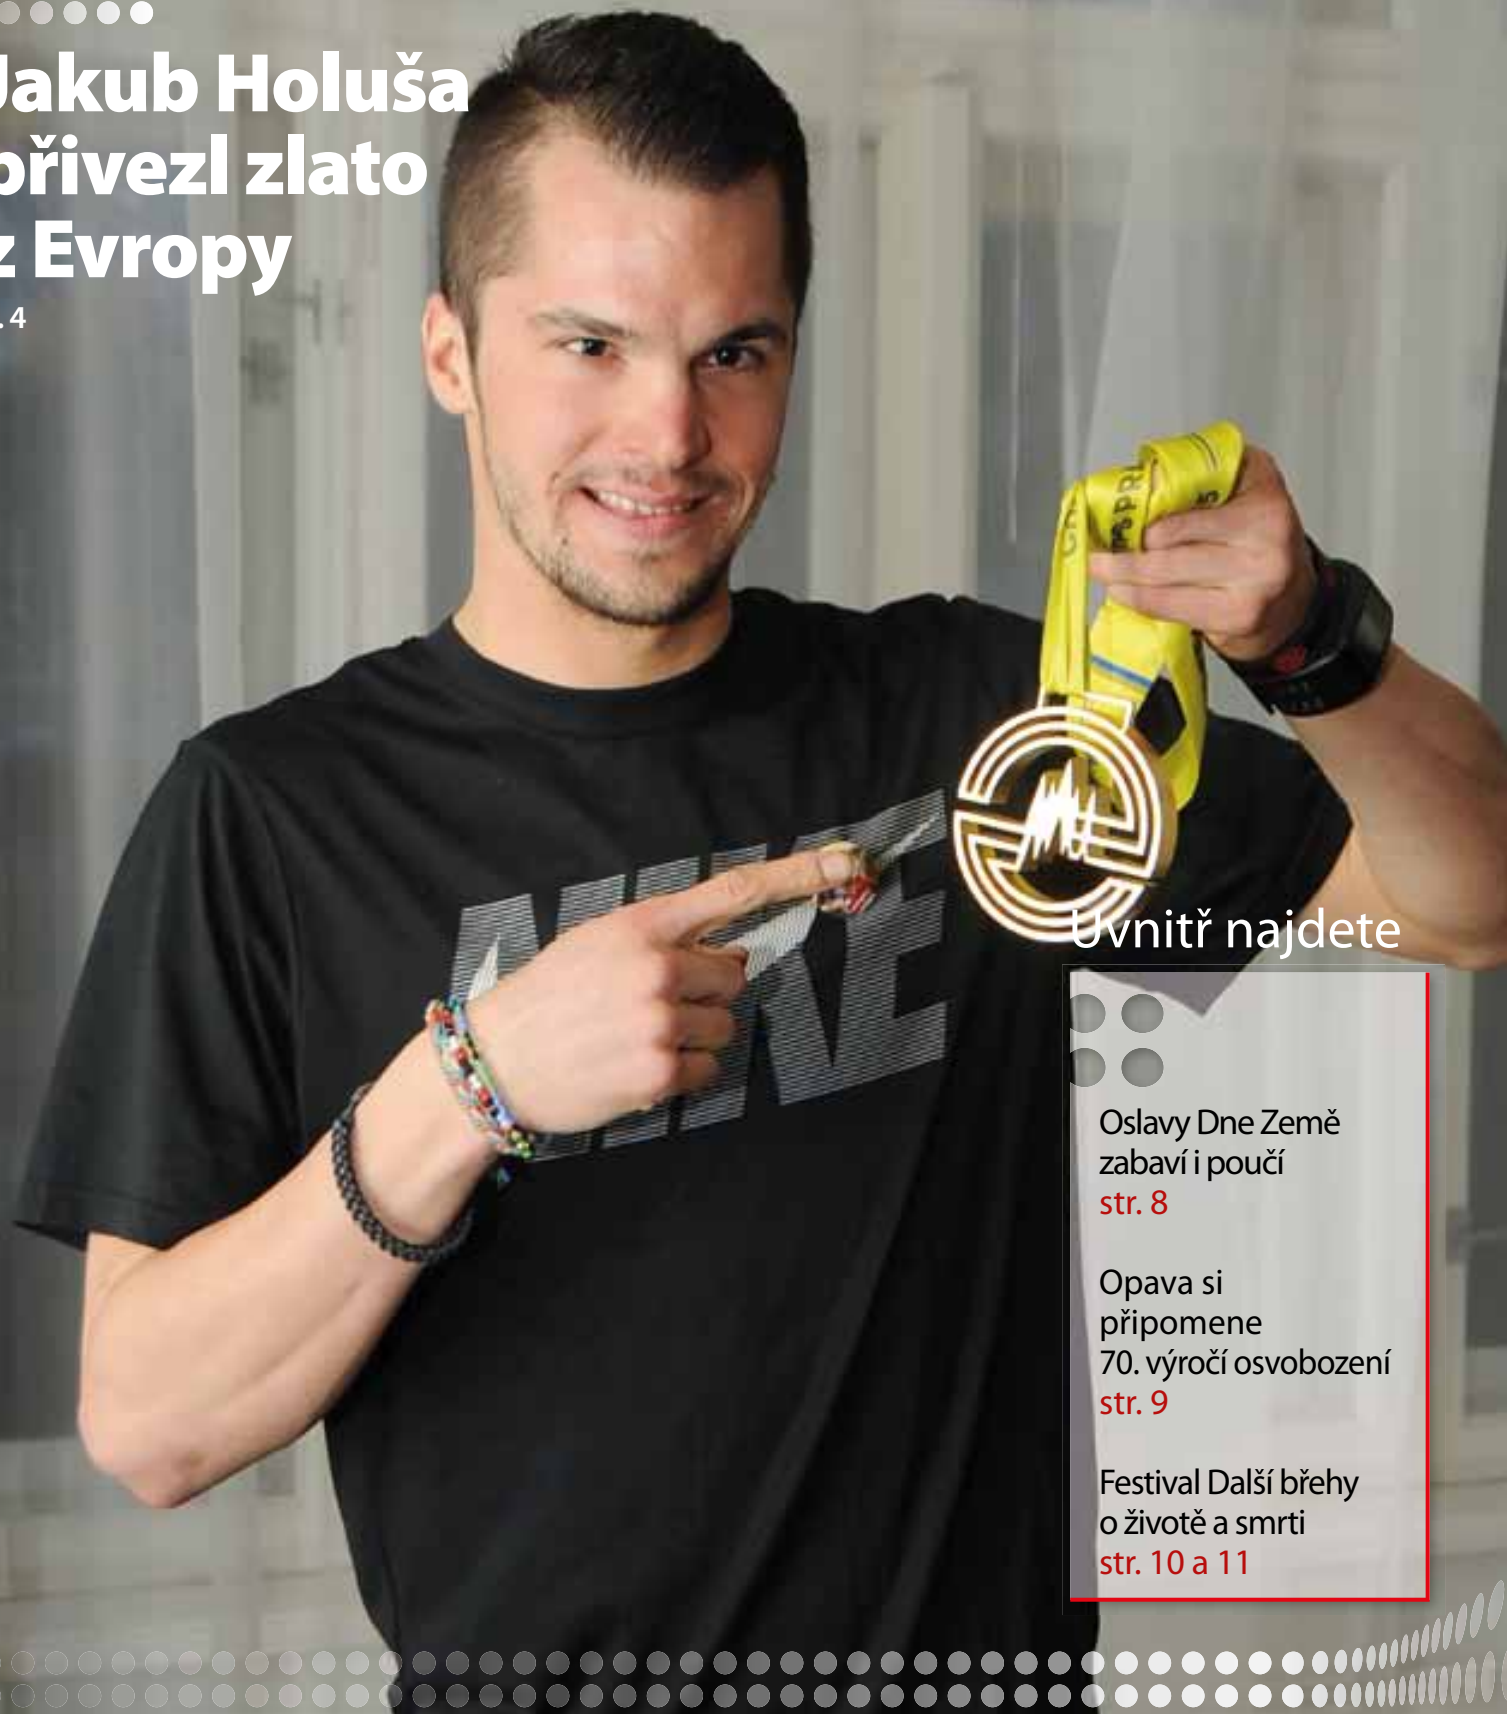 Jakub Holuša
přivezl zlato
z Evropy
. 4
NIKE
Uvnitř najdete
Oslavy Dne Země
zabaví i poučí
str. 8
Opava si
připomene
70. výročí osvobození
str. 9
Festival Další břehy
o životě a smrti
str. 10 a 11